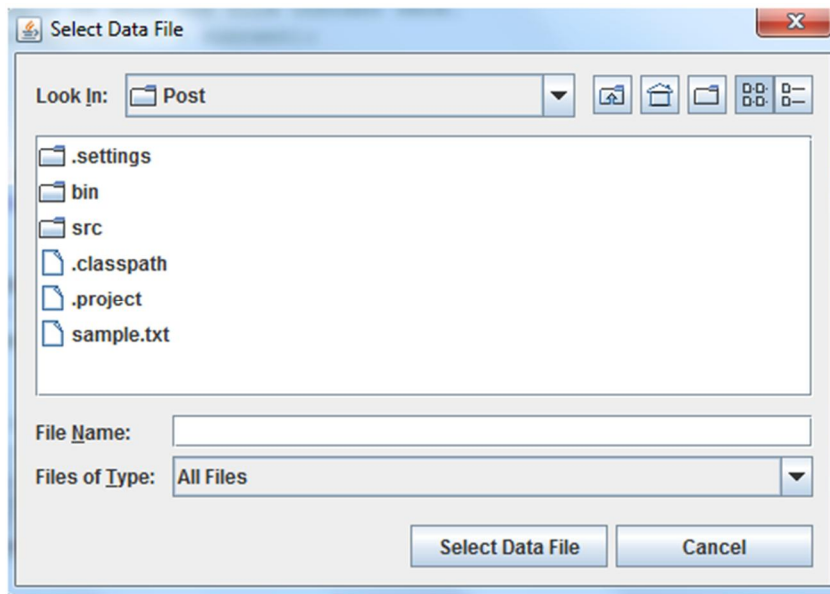 Select Data File
Look In: Post
.settings
bin
src
.classpath
.project
sample.txt
File Name:
Files of Type: All Files
Select Data File Cancel